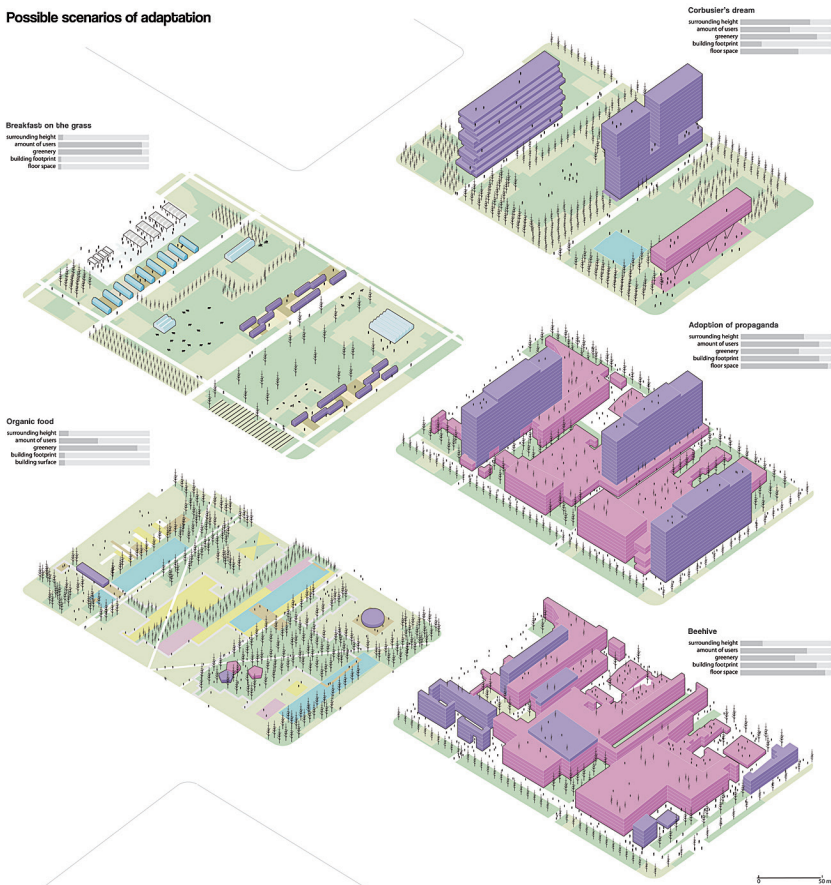 Possible scenarios of adaptation
Corbusier's dream
surrounding height
amount of users
greenery
building footprint
floor space
Breakfast on the grass
surrounding height
amount of users
greenery
building footprint
floor space
Adoption of propaganda
surrounding height
amount of users
greenery
building footprint
floor space
Organic food
surrounding height
amount of users
greenery
building footprint
building surface
Beehive
surrounding height
amount of users
greenery
building footprint
floor space
0 50 m